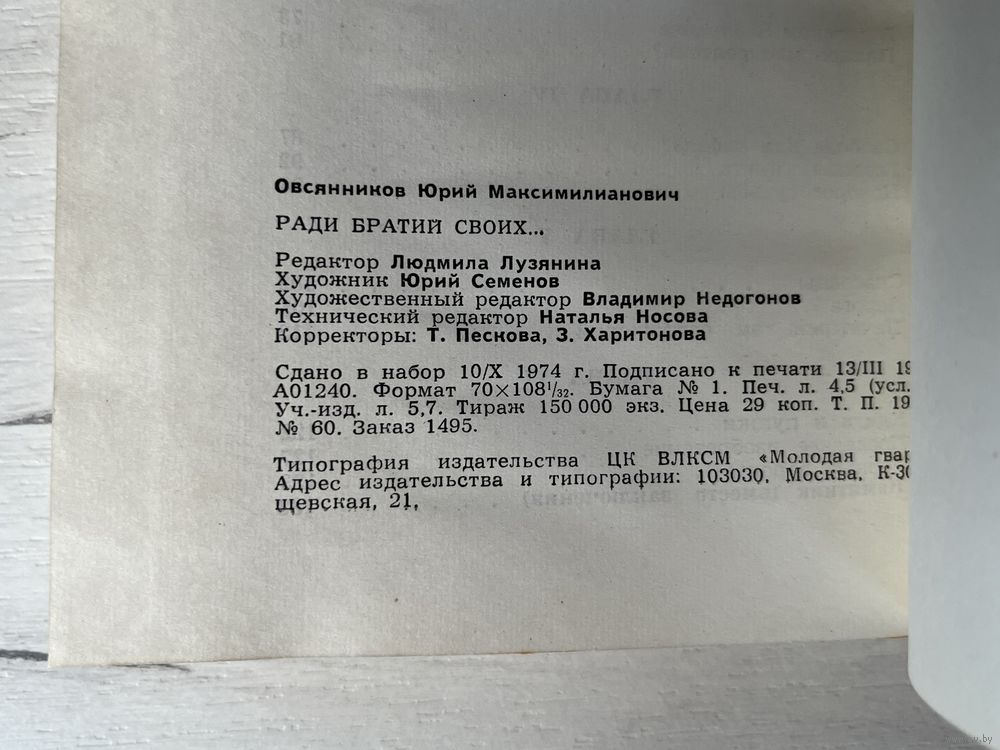 Овсянников Юрий Максимилианович
РАДИ БРАТИЙ СВОИХ...
Редактор Людмила Лузянина
Художник Юрий Семенов
Художественный редактор Владимир Недогонов
Технический редактор Наталья Носова
Корректоры: Т. Пескова, З. Харитонова
Сдано в набор 10/X 1974 г. Подписано к печати 13/III 19
А01240. Формат 70×108¹/₃₂. Бумага № 1. Печ. л. 4,5 (усл.
Уч.-изд. л. 5,7. Тираж 150 000 экз. Цена 29 коп. Т. П. 19
№ 60. Заказ 1495.
Типография издательства ЦК ВЛКСМ «Молодая гвар
Адрес издательства и типографии: 103030, Москва, К-30
щевская, 21,